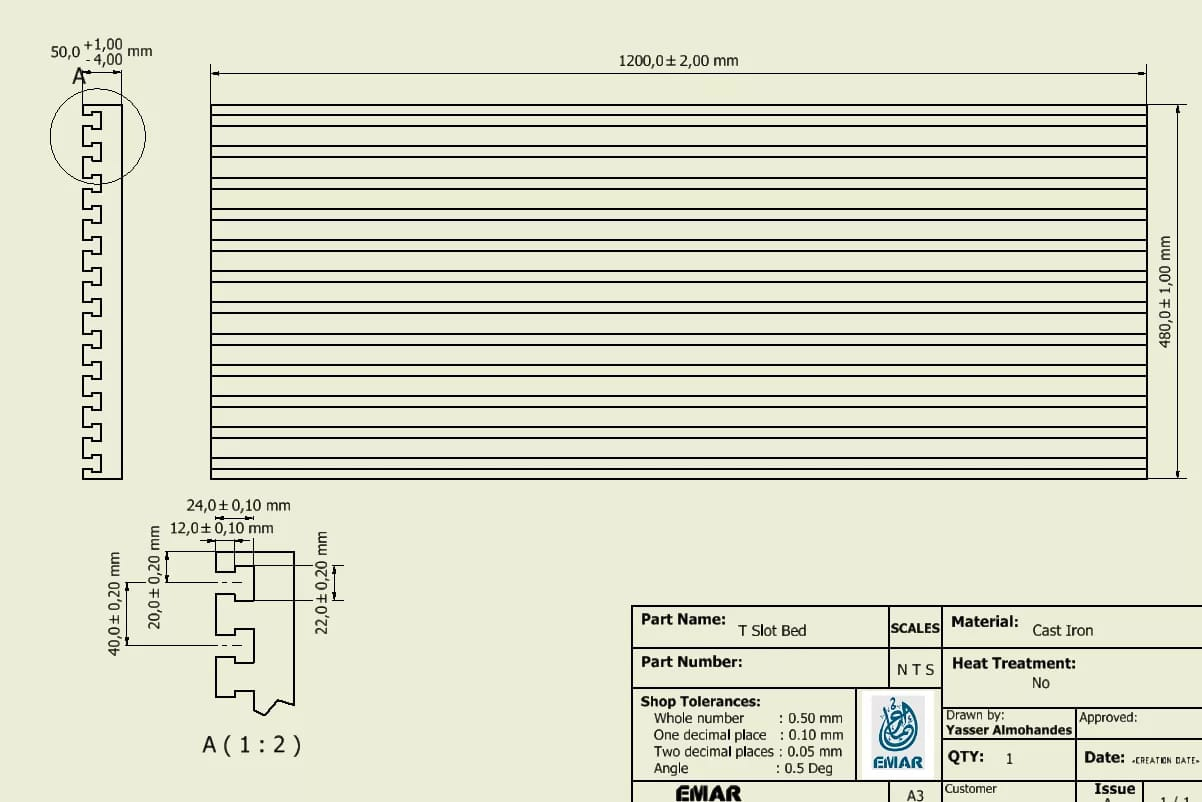 50,0 +1,00 -4,00 mm
A
1200,0± 2,00 mm
480,0± 1,00 mm
24,0± 0,10 mm
12,0± 0,10 mm
20,0± 0,20 mm
40,0± 0,20 mm
22,0± 0,20 mm
A ( 1 : 2 )
Part Name: T Slot Bed
SCALES
Material: Cast Iron
Part Number:
N T S
Heat Treatment:
No
Shop Tolerances:
Whole number : 0.50 mm
One decimal place : 0.10 mm
Two decimal places : 0.05 mm
Angle : 0.5 Deg
EMAR
Drawn by:
Yasser Almohandes
Approved:
QTY: 1
Date: <CREATION DATE>
EMAR
A3
Customer
Issue